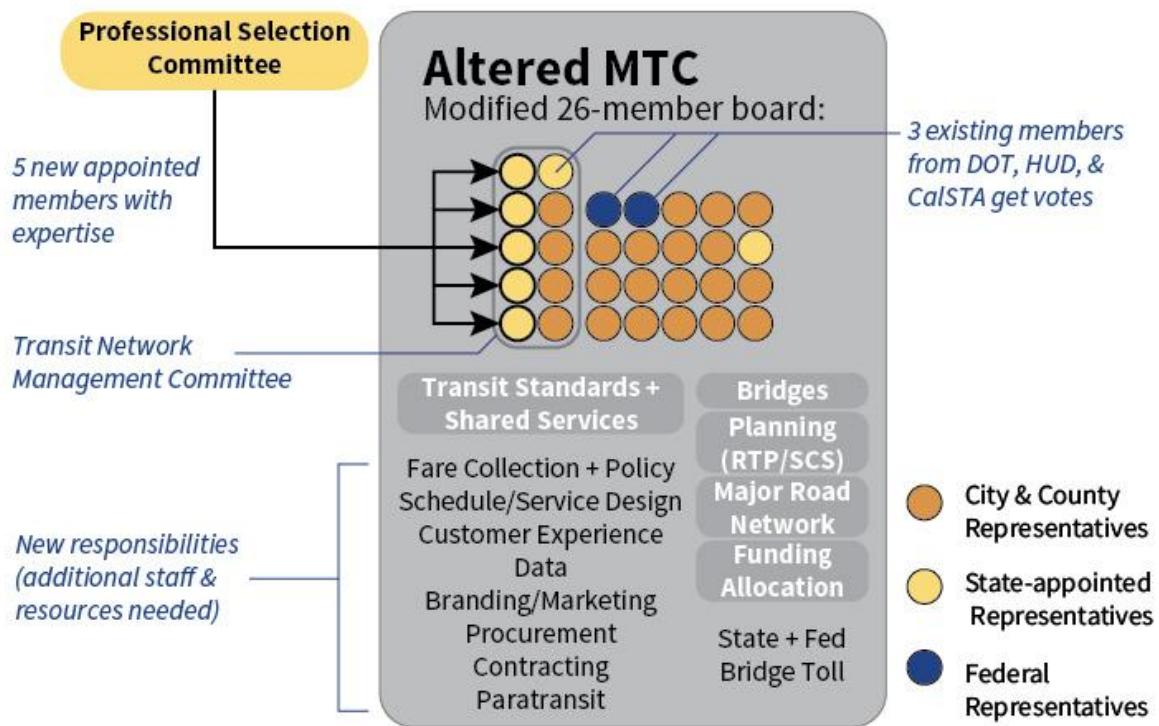 Professional Selection
Committee
Altered MTC
Modified 26-member board:
5 new appointed
members with
expertise
3 existing members
from DOT, HUD, &
CalSTA get votes
Transit Network
Management Committee
Transit Standards +
Shared Services
Fare Collection + Policy
Schedule/Service Design
Customer Experience
Data
Branding/Marketing
Procurement
Contracting
Paratransit
New responsibilities
(additional staff &
resources needed)
Bridges
Planning
(RTP/SCS)
Major Road
Network
Funding
Allocation
State + Fed
Bridge Toll
City & County
Representatives
State-appointed
Representatives
Federal
Representatives